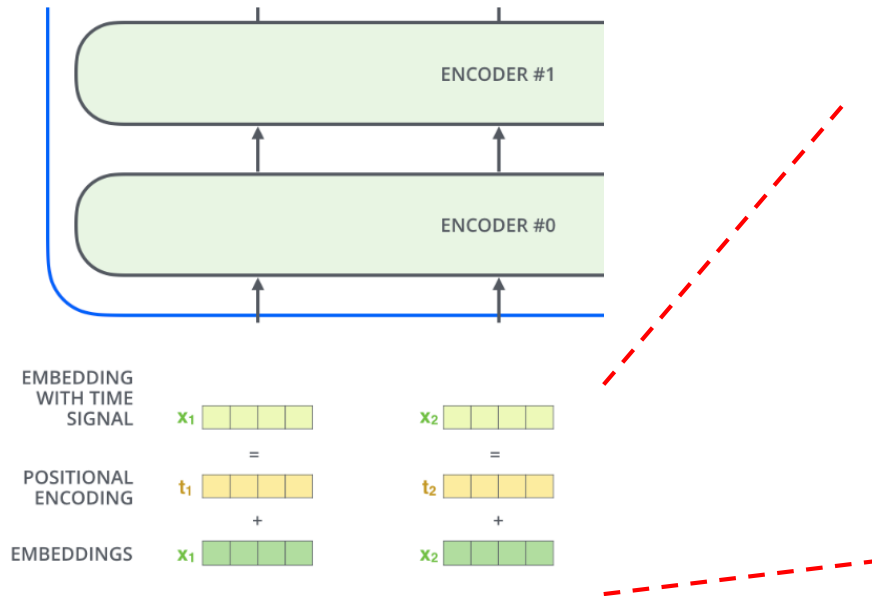 ENCODER #1
ENCODER #0
EMBEDDING
WITH TIME
SIGNAL
x₁
x₂
=
=
POSITIONAL
ENCODING
t₁
t₂
+
+
EMBEDDINGS
x₁
x₂